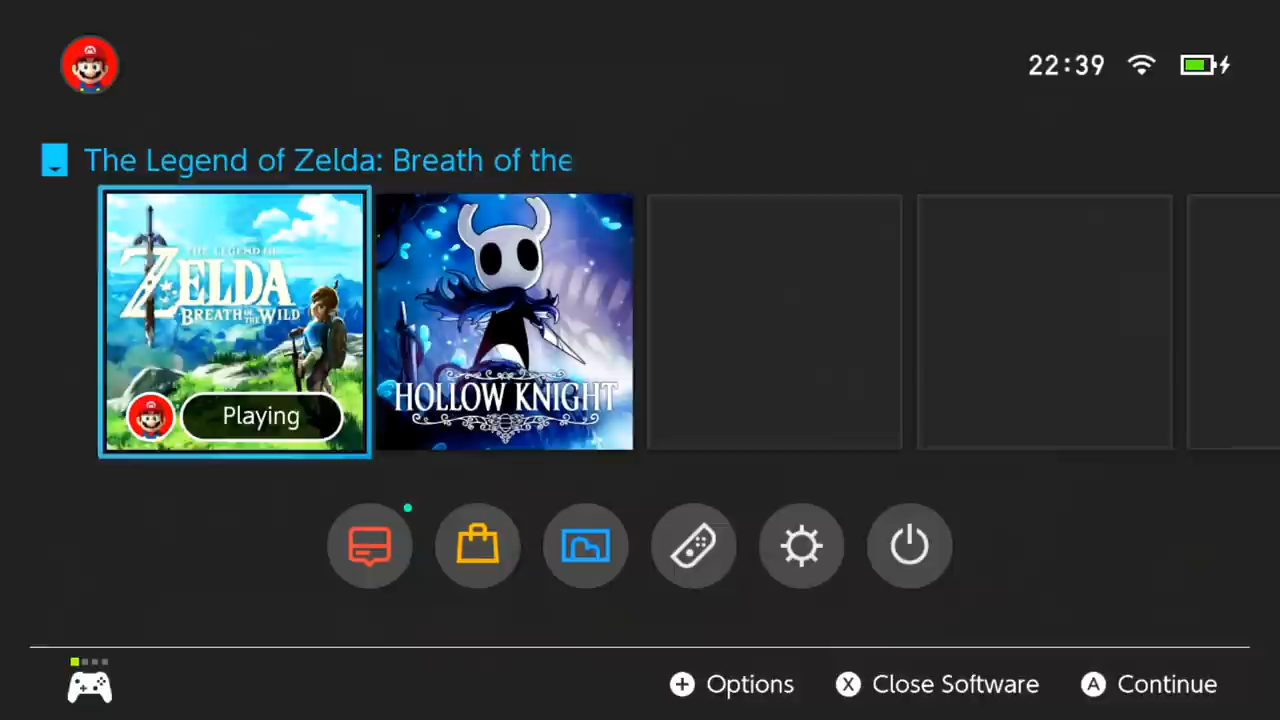 22:39
The Legend of Zelda: Breath of the
THE LEGEND OF
ZELDA
BREATH OF THE WILD
Playing
HOLLOW KNIGHT
+ Options
X Close Software
A Continue